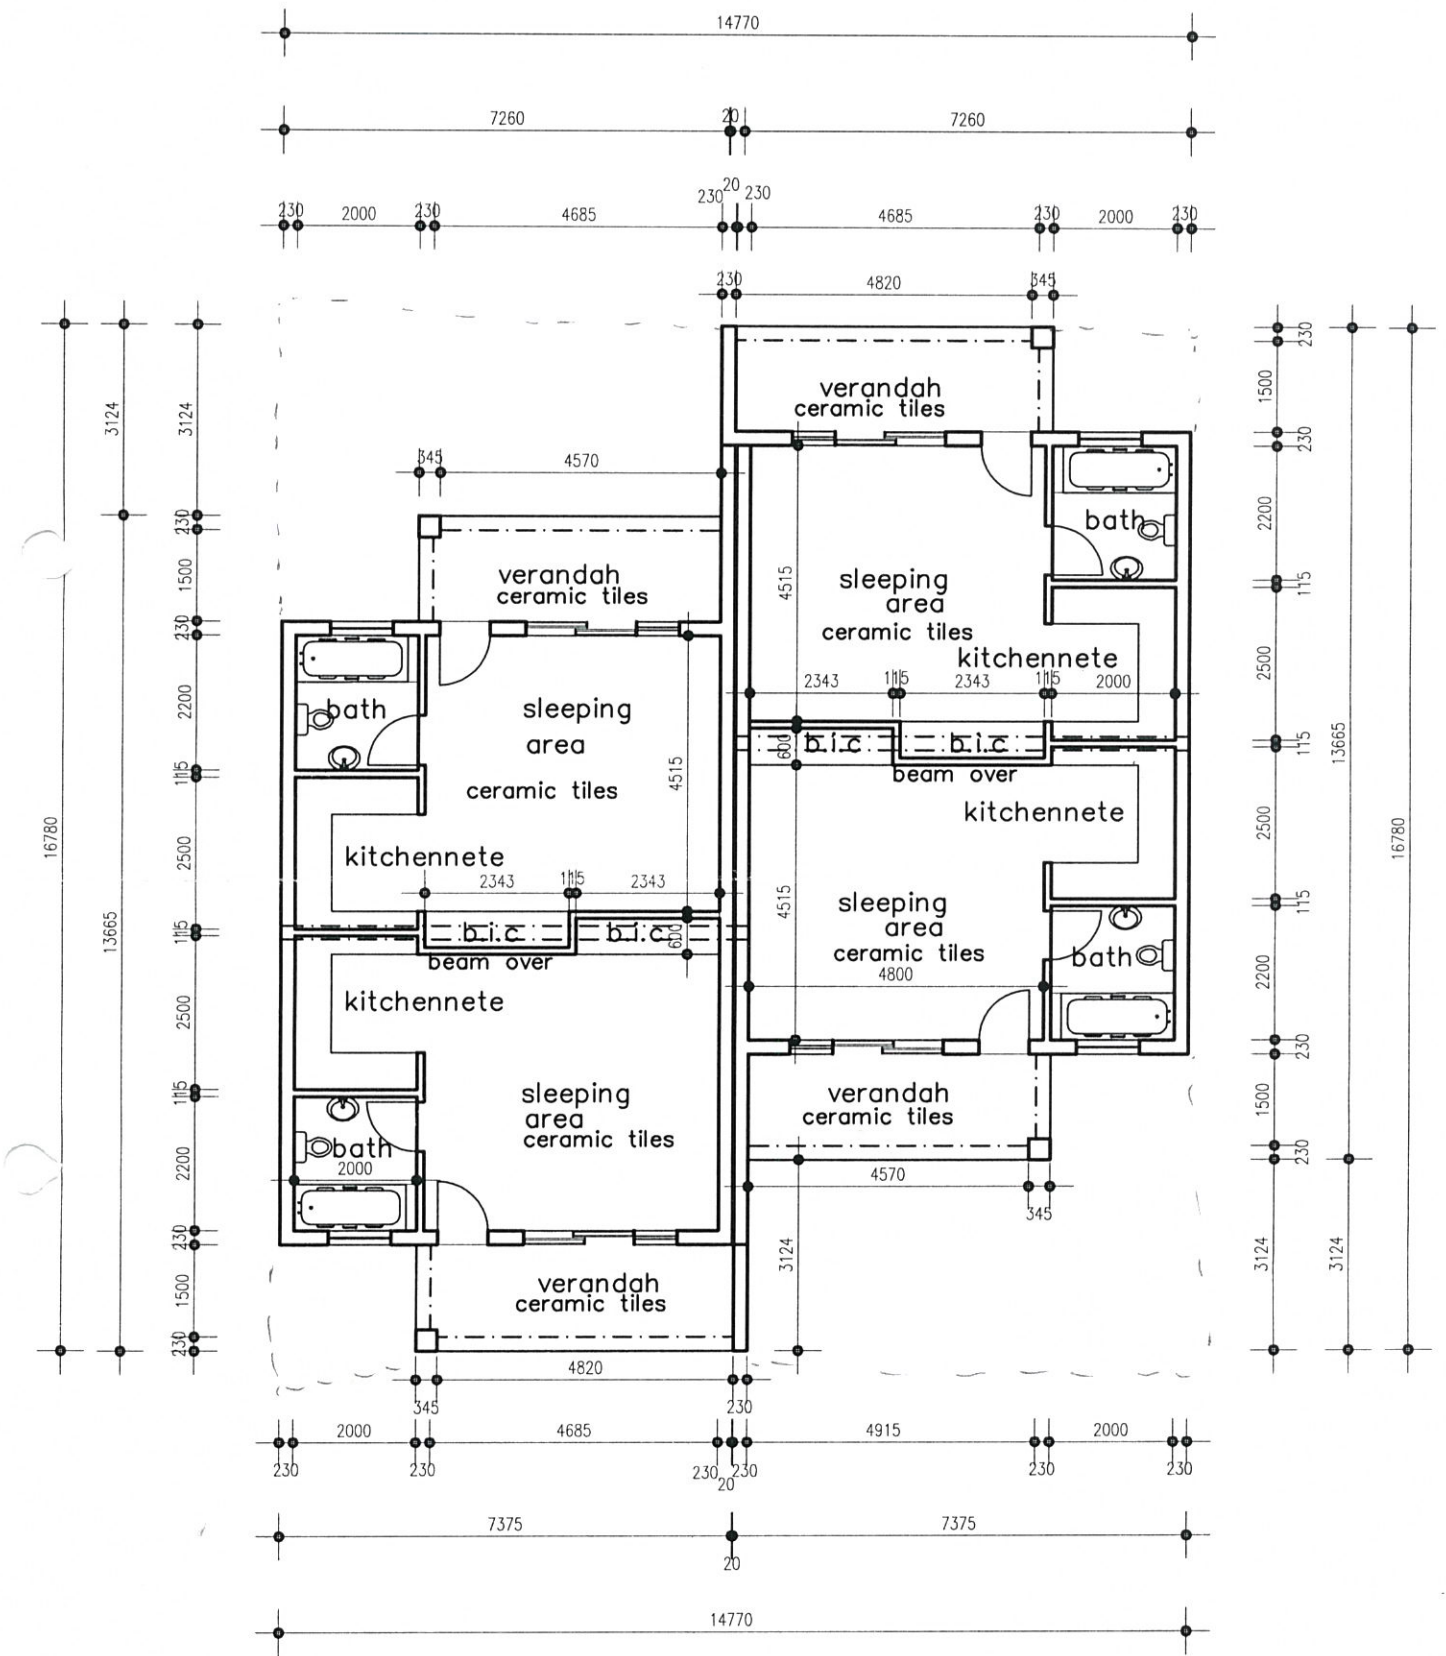 14770
7260 20 7260
230 2000 230 4685 230 20 230 4685 230 2000 230
230 4820 345
verandah
ceramic tiles
345 4570
verandah
ceramic tiles
bath
sleeping
area
ceramic tiles
kitchennete
2343 115 2343 115 2000
4515
600
b.i.c b.i.c
beam over
kitchennete
bath
sleeping
area
ceramic tiles
4515
kitchennete
2343 115 2343
b.i.c b.i.c
600
beam over
kitchennete
sleeping
area
ceramic tiles
4515
4800
bath
sleeping
area
ceramic tiles
bath
2000
verandah
ceramic tiles
4570
345
3124
verandah
ceramic tiles
4820
345 230
16780
3124
13665
3124
230
1500
230
2200
115
2500
115
2500
115
2200
230
1500
230
230
1500
230
2200
115
2500
115
2500
115
2200
230
1500
230
3124
13665
3124
16780
2000 4685 4915 2000
230 230 230 20 230 230 230
7375 7375
20
14770